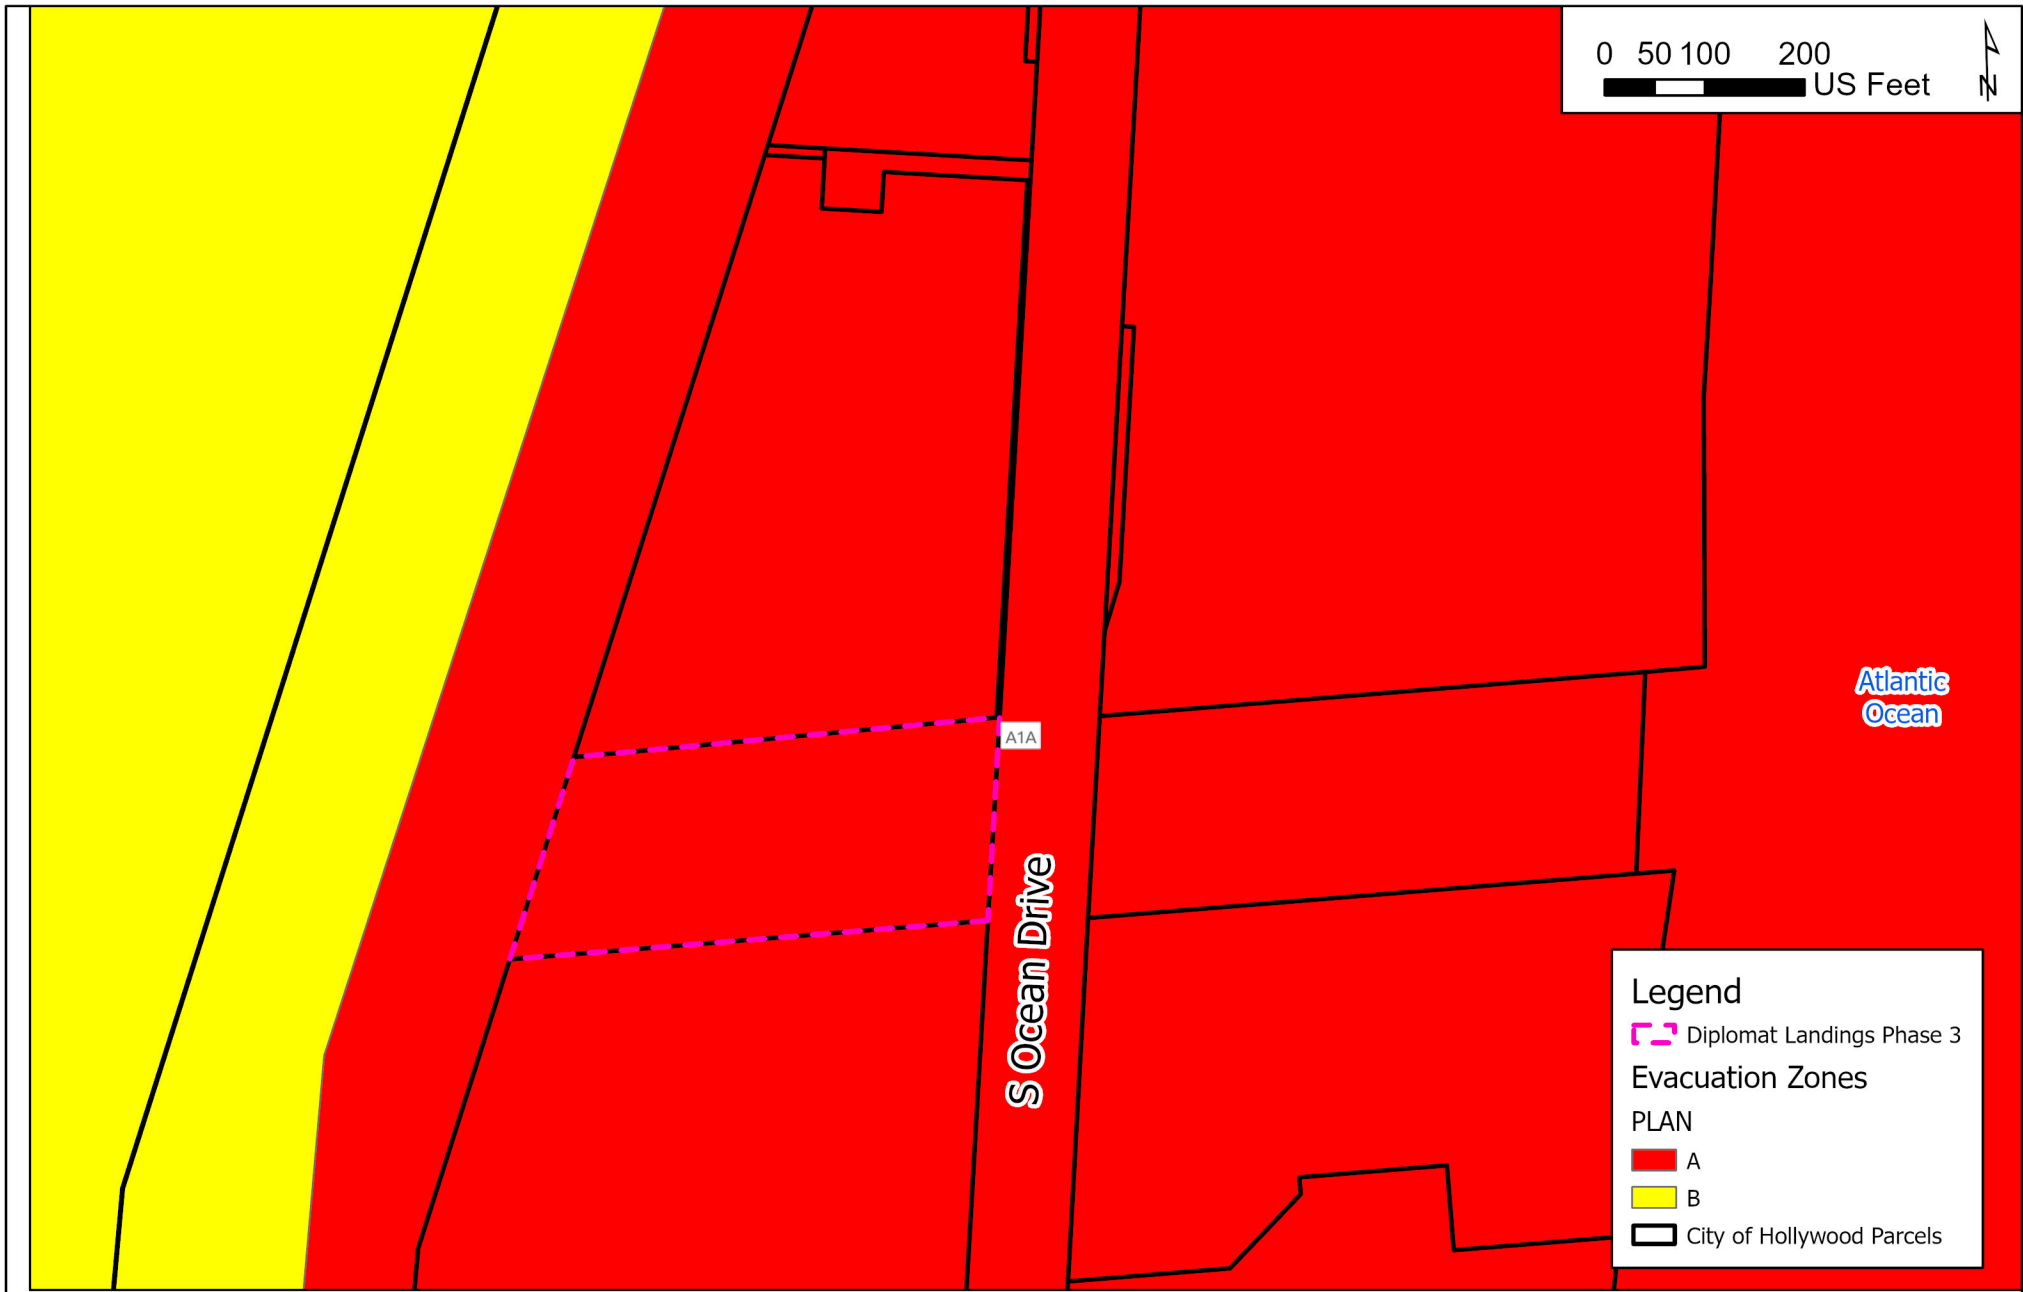 0 50 100 200
US Feet
N
Atlantic
Ocean
A1A
S Ocean Drive
Legend
Diplomat Landings Phase 3
Evacuation Zones
PLAN
A
B
City of Hollywood Parcels